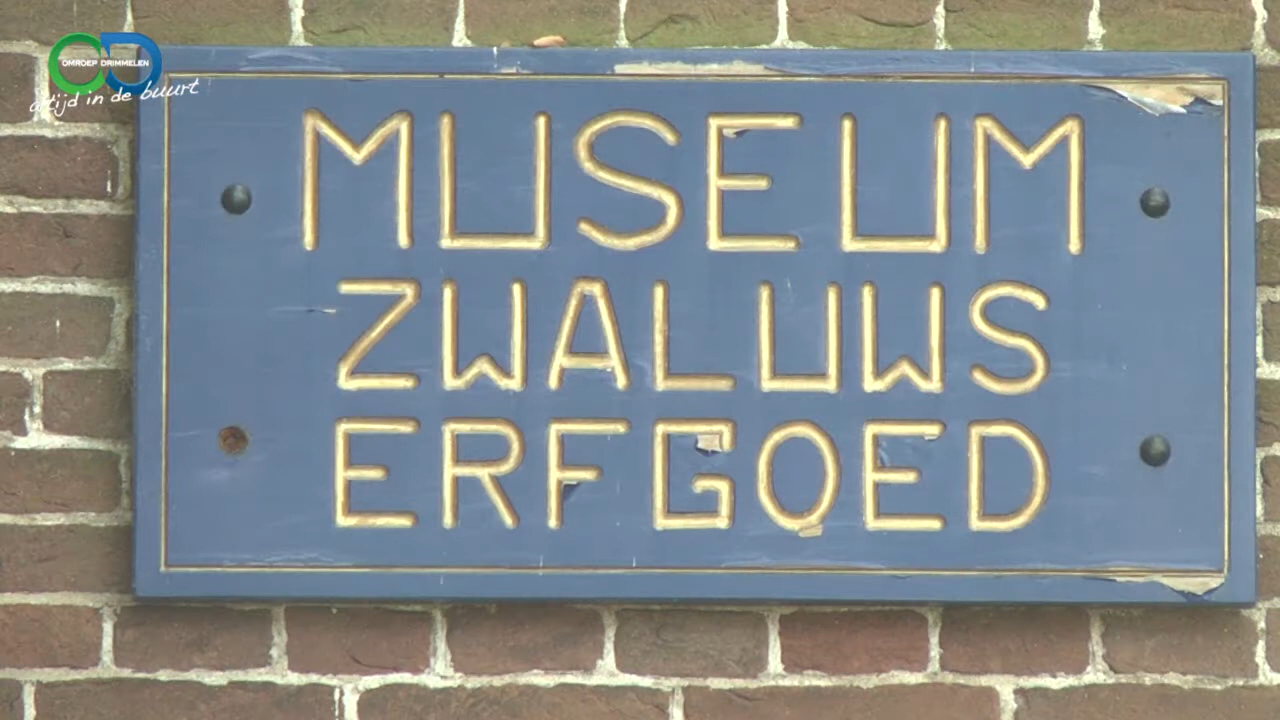 OMROEP DRIMMELEN
altijd in de buurt
MUSEUM
ZWALUWS
ERFGOED